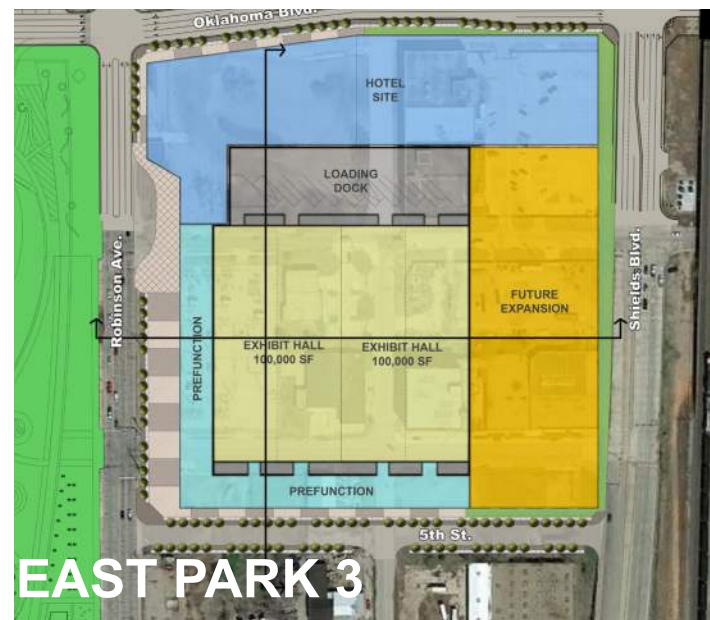 Oklahoma Blvd.
HOTEL
SITE
LOADING
DOCK
Robinson Ave.
Shields Blvd.
FUTURE
EXPANSION
PREFUNCTION
EXHIBIT HALL
100,000 SF
EXHIBIT HALL
100,000 SF
PREFUNCTION
5th St.
EAST PARK 3